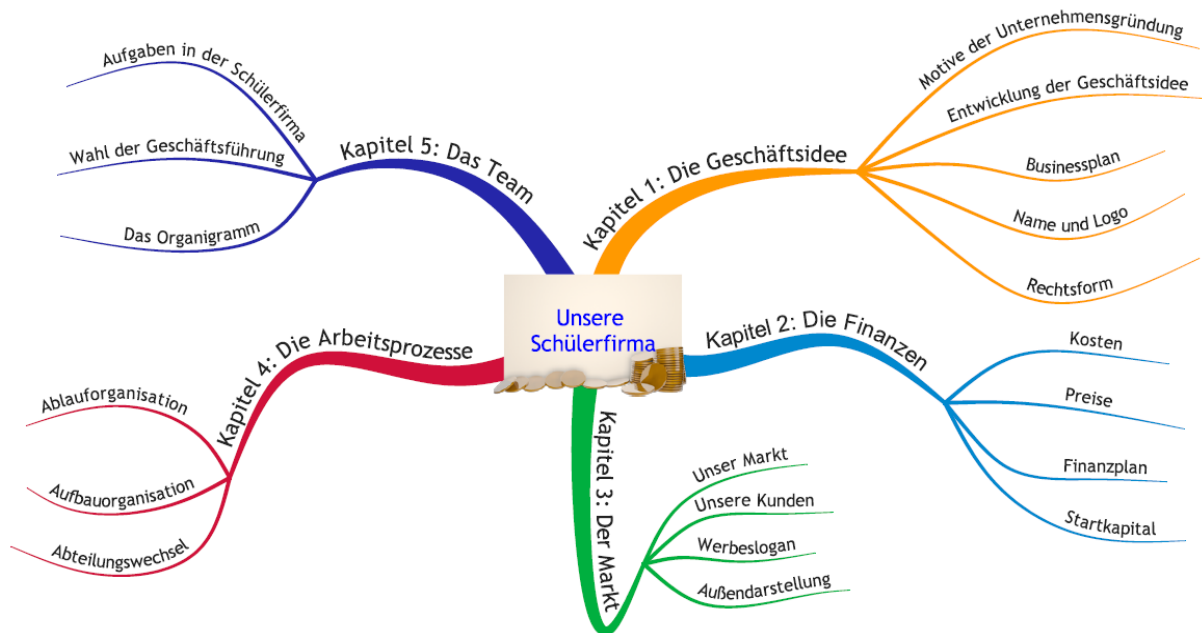 Unsere
Schülerfirma
Kapitel 1: Die Geschäftsidee
Motive der Unternehmensgründung
Entwicklung der Geschäftsidee
Businessplan
Name und Logo
Rechtsform
Kapitel 2: Die Finanzen
Kosten
Preise
Finanzplan
Startkapital
Kapitel 3: Der Markt
Unser Markt
Unsere Kunden
Werbeslogan
Außendarstellung
Kapitel 4: Die Arbeitsprozesse
Ablauforganisation
Aufbauorganisation
Abteilungswechsel
Kapitel 5: Das Team
Aufgaben in der Schülerfirma
Wahl der Geschäftsführung
Das Organigramm